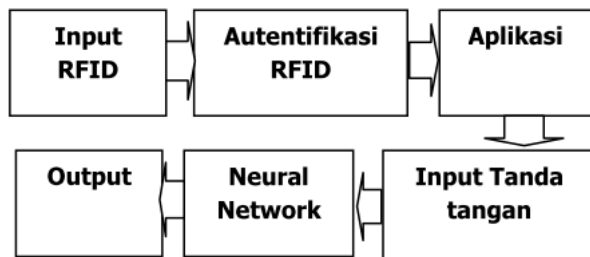 Input
RFID
Autentifikasi
RFID
Aplikasi
Input Tanda
tangan
Neural
Network
Output